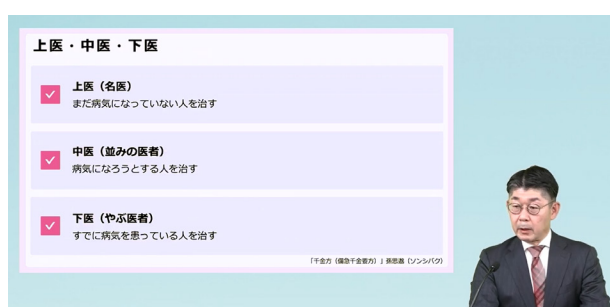 上医・中医・下医
上医（名医）
まだ病気になっていない人を治す
中医（並みの医者）
病気になろうとする人を治す
下医（やぶ医者）
すでに病気を患っている人を治す
「千金方（備急千金要方）」孫思邈（ソンシバク）